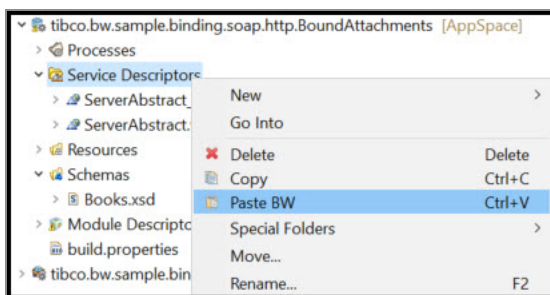 tibco.bw.sample.binding.soap.http.BoundAttachments [AppSpace]
Processes
Service Descriptors
ServerAbstract_
ServerAbstract.
Resources
Schemas
Books.xsd
Module Descripto
build.properties
tibco.bw.sample.bin
New
Go Into
Delete Delete
Copy Ctrl+C
Paste BW Ctrl+V
Special Folders
Move...
Rename... F2